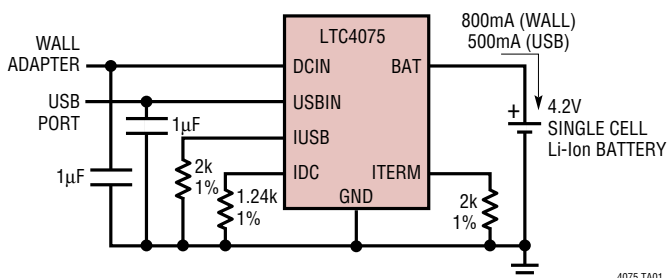 800mA (WALL)
500mA (USB)
LTC4075
WALL
ADAPTER
DCIN
BAT
USB
PORT
USBIN
+
4.2V
SINGLE CELL
Li-Ion BATTERY
1μF
IUSB
2k
1%
IDC
ITERM
1μF
1.24k
1%
GND
2k
1%
4075 TA01